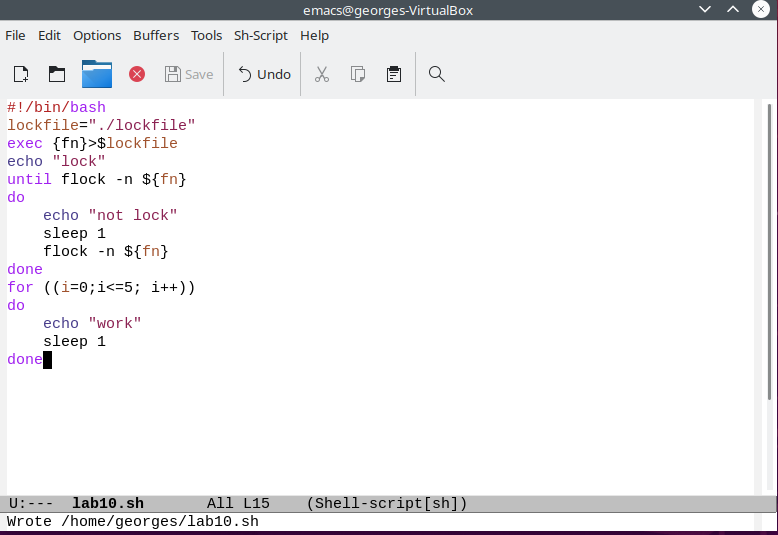 emacs@georges-VirtualBox
File Edit Options Buffers Tools Sh-Script Help
Save Undo
#!/bin/bash
lockfile="./lockfile"
exec {fn}>$lockfile
echo "lock"
until flock -n ${fn}
do
    echo "not lock"
    sleep 1
    flock -n ${fn}
done
for ((i=0;i<=5; i++))
do
    echo "work"
    sleep 1
done
U:--- lab10.sh All L15 (Shell-script[sh])
Wrote /home/georges/lab10.sh